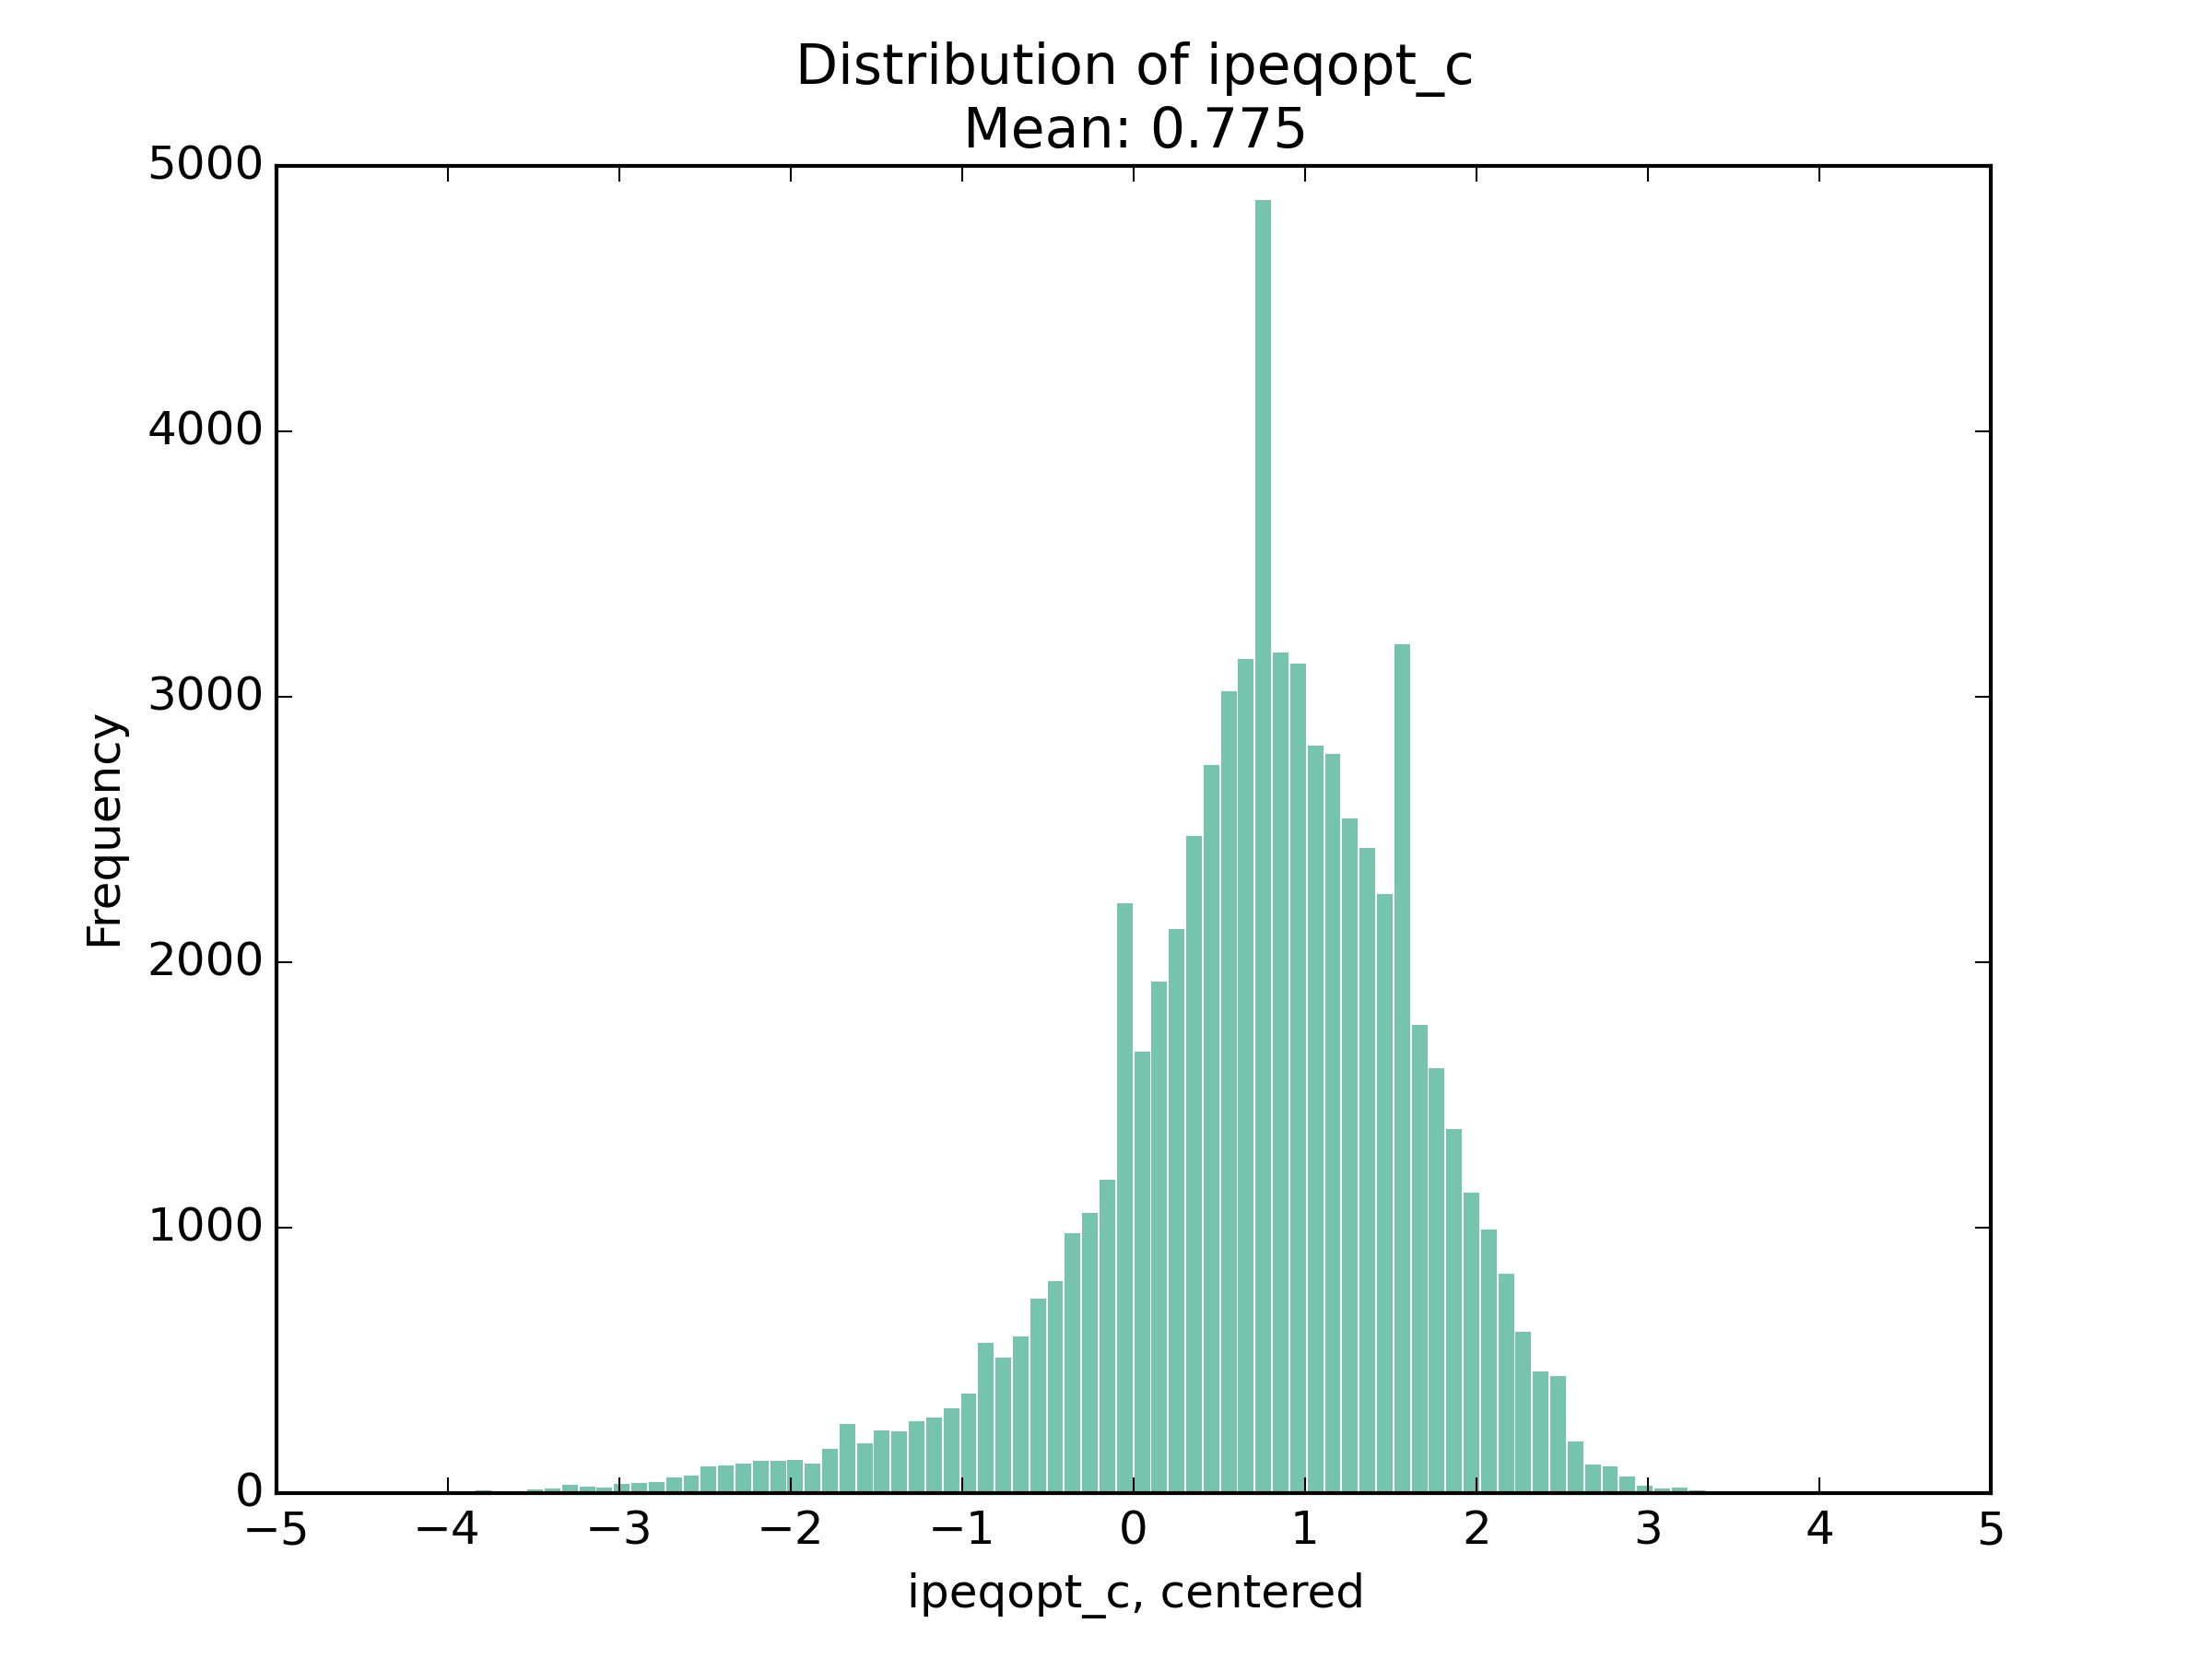 Distribution of ipeqopt_c
Mean: 0.775
5000
4000
3000
2000
1000
0
Frequency
−5 −4 −3 −2 −1 0 1 2 3 4 5
ipeqopt_c, centered